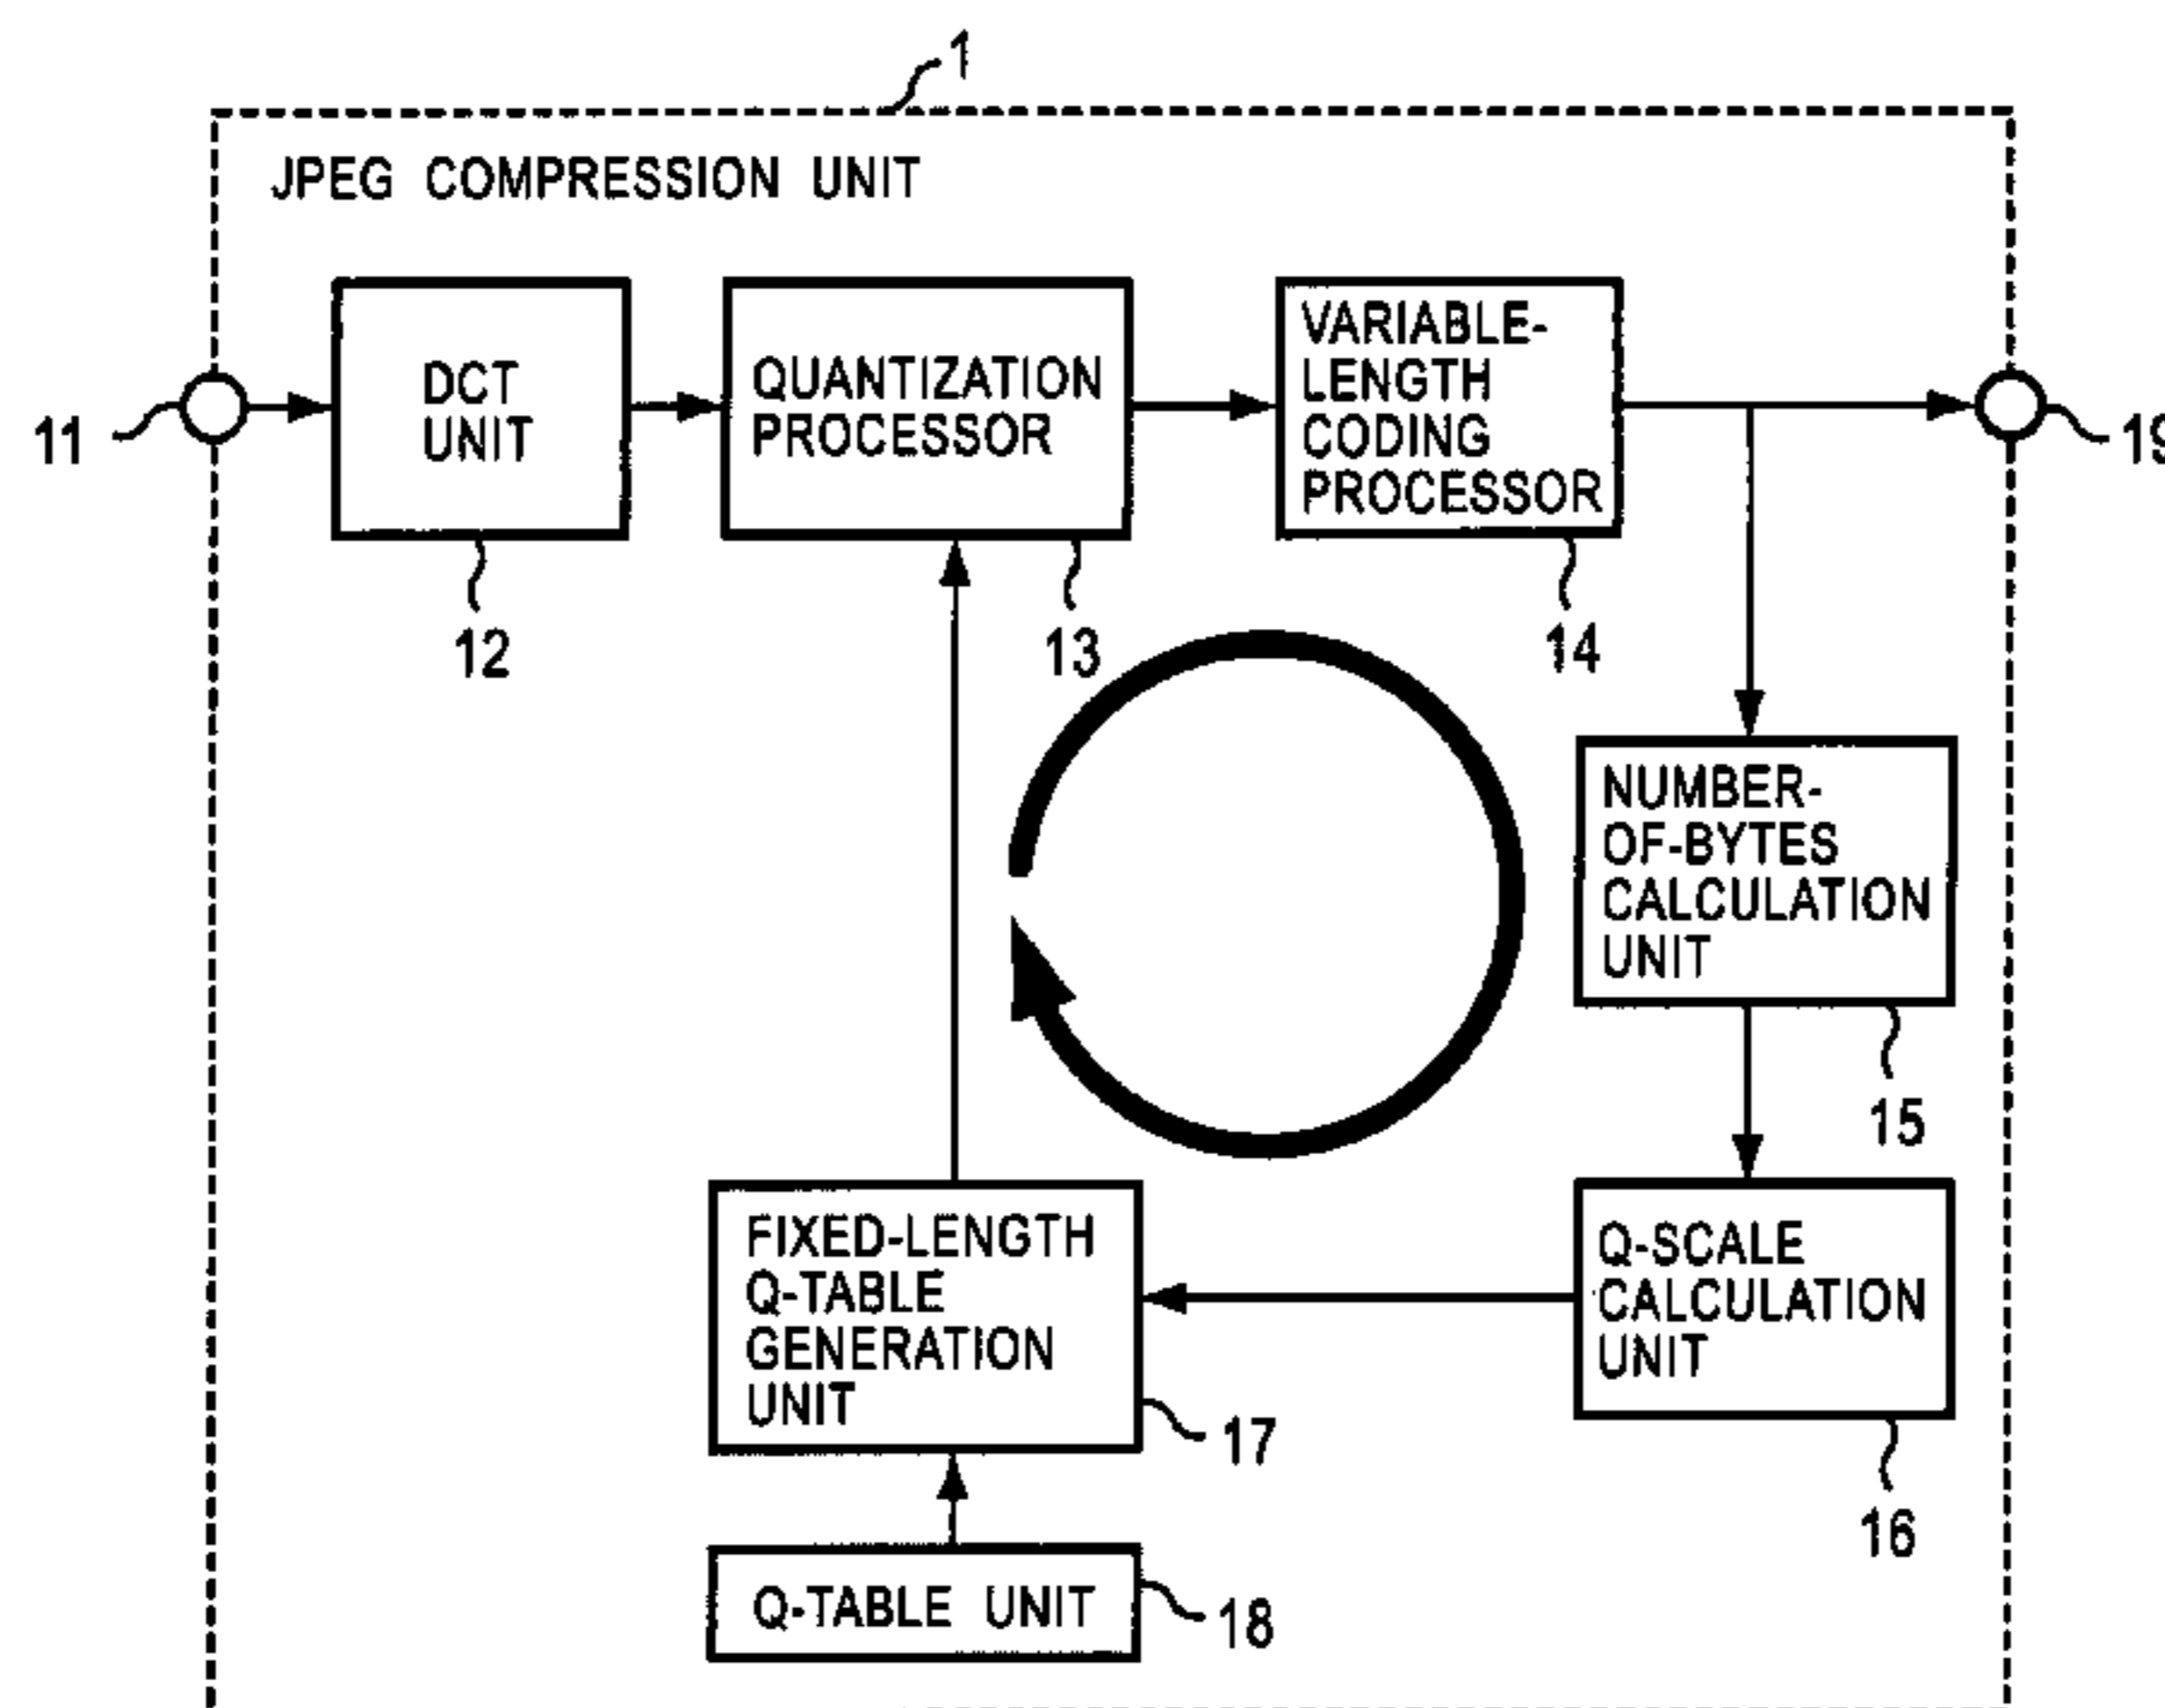 1
JPEG COMPRESSION UNIT
11
DCT
UNIT
12
QUANTIZATION
PROCESSOR
13
VARIABLE-
LENGTH
CODING
PROCESSOR
14
19
NUMBER-
OF-BYTES
CALCULATION
UNIT
15
Q-SCALE
CALCULATION
UNIT
16
FIXED-LENGTH
Q-TABLE
GENERATION
UNIT
17
Q-TABLE UNIT
18